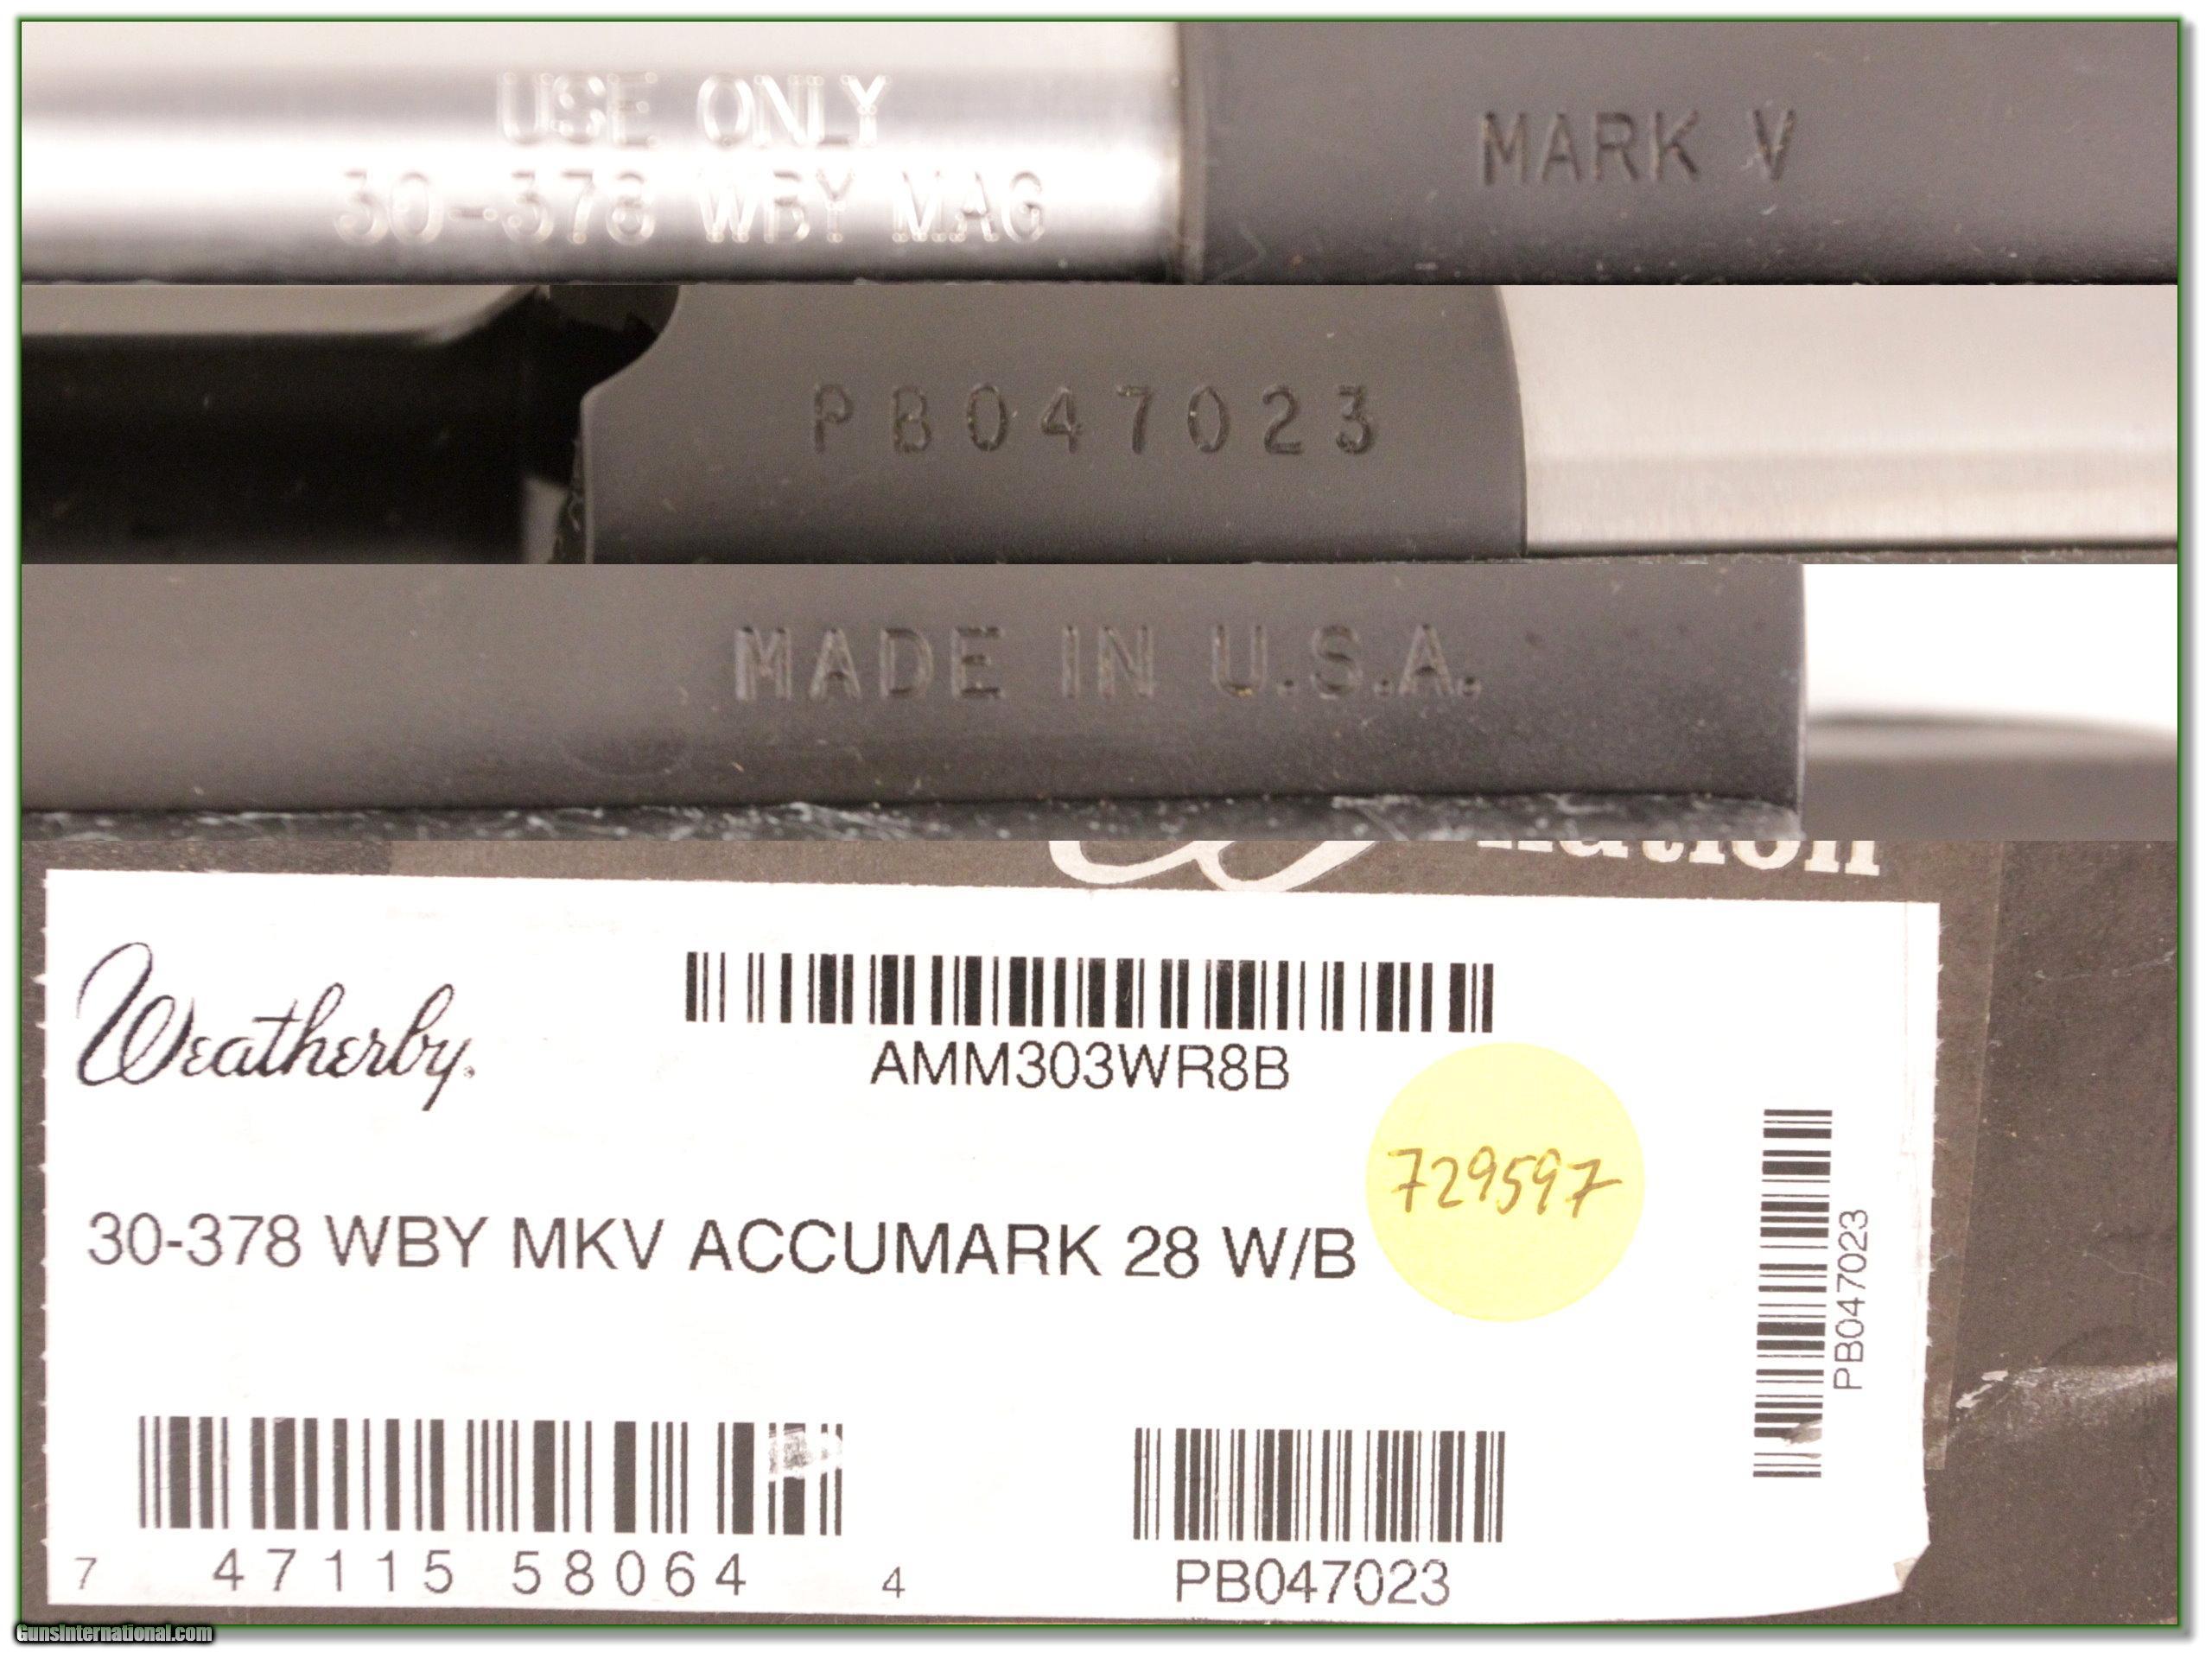 USE ONLY
30-378 WBY MAG
MARK V
PB047023
MADE IN U.S.A.
nation
Weatherby.
AMM303WR8B
729597
30-378 WBY MKV ACCUMARK 28 W/B
PB047023
7 47115 58064 4
PB047023
GunsInternational.com